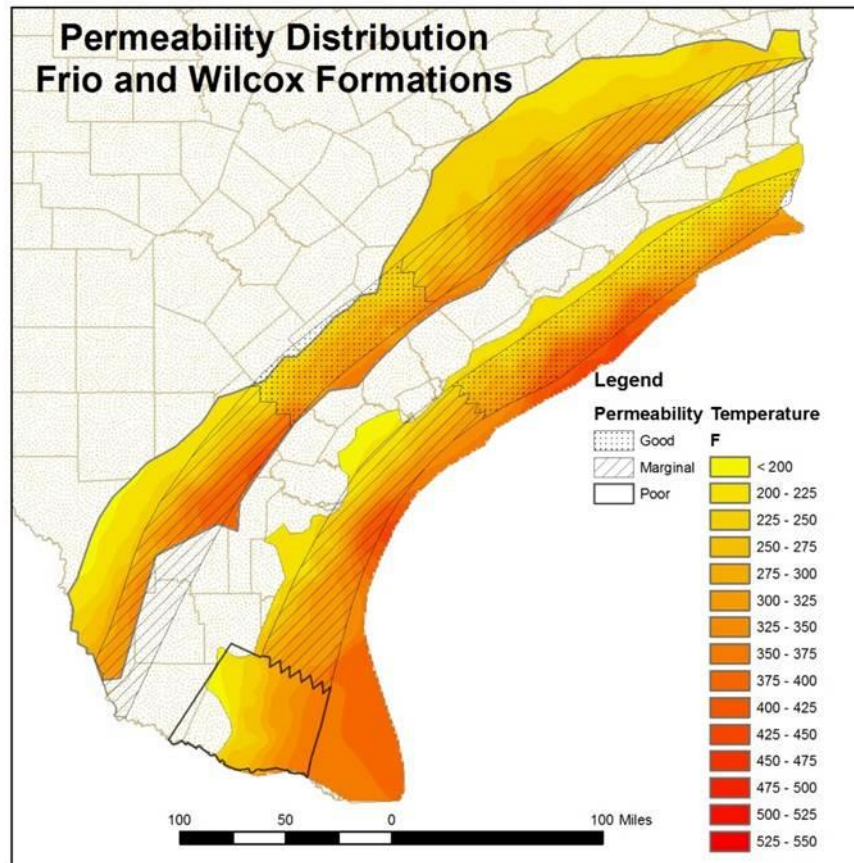 Permeability Distribution
Frio and Wilcox Formations
Legend
Permeability Temperature
Good
Marginal
Poor
F
< 200
200 - 225
225 - 250
250 - 275
275 - 300
300 - 325
325 - 350
350 - 375
375 - 400
400 - 425
425 - 450
450 - 475
475 - 500
500 - 525
525 - 550
100 50 0 100 Miles